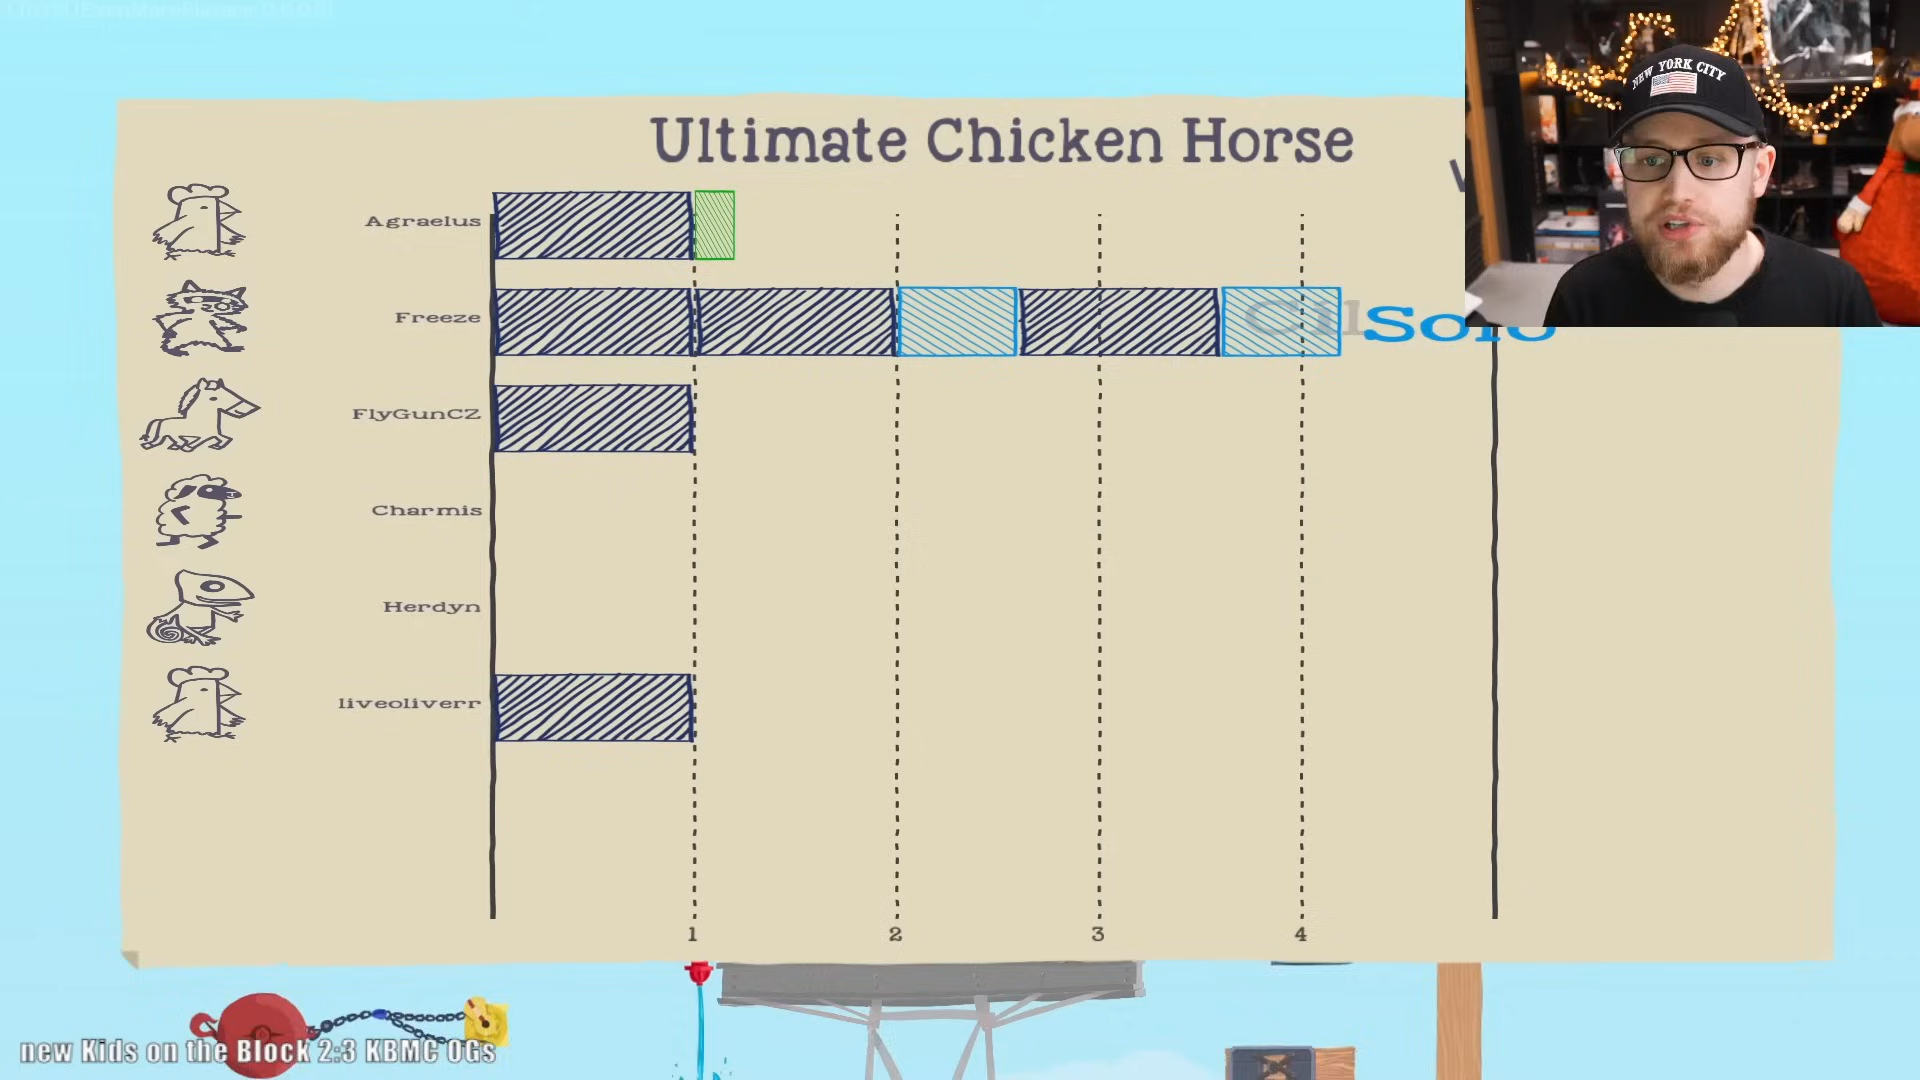 NEW YORK CITY
Ultimate Chicken Horse
Agraelus
Freeze
Solo
FlyGunCZ
Charmis
Herdyn
liveoliverr
1 2 3 4
new Kids on the Block 2:3 KBMC OGs